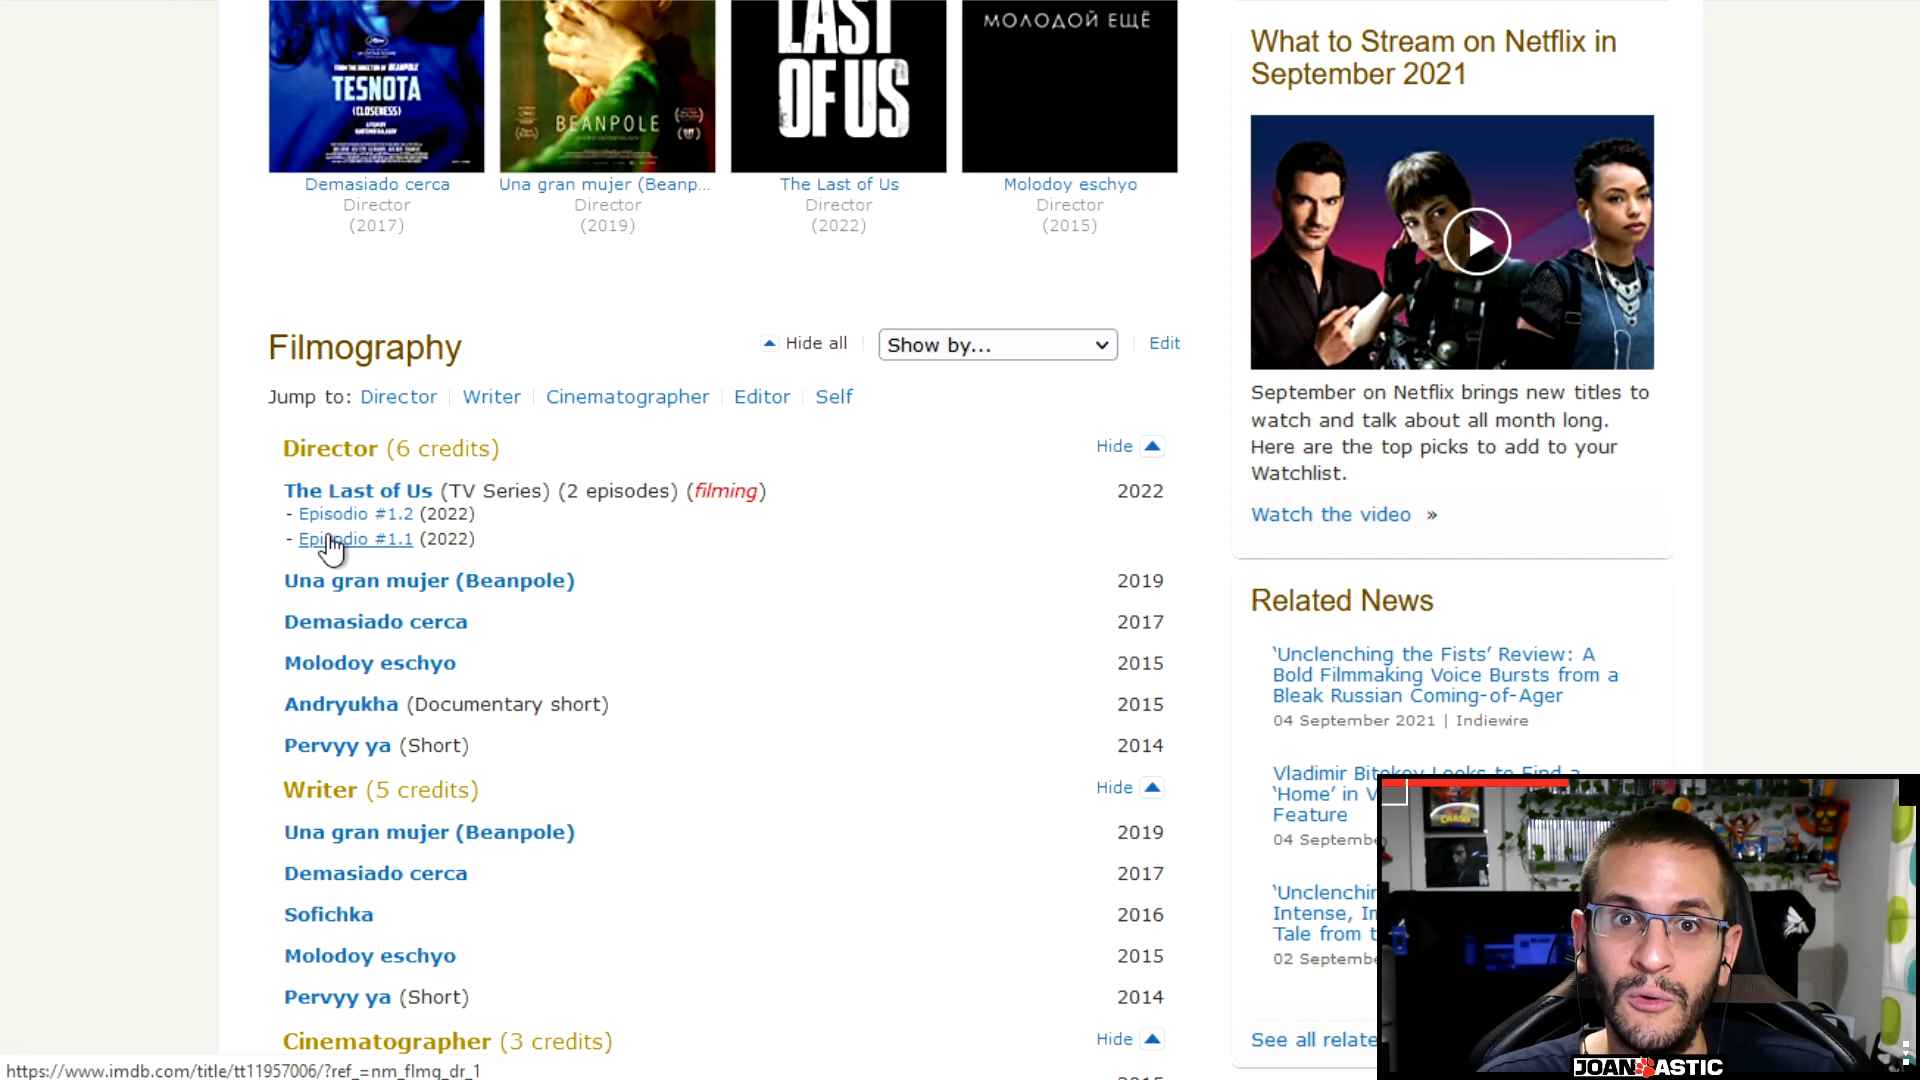 TESNOTA
(CLOSENESS)
BEANPOLE
LAST
OF US
МОЛОДОЙ ЕЩЁ
Demasiado cerca
Director
(2017)
Una gran mujer (Beanp...
Director
(2019)
The Last of Us
Director
(2022)
Molodoy eschyo
Director
(2015)
Filmography
Hide all
Show by...
Edit
Jump to: Director | Writer | Cinematographer | Editor | Self
Director (6 credits)
Hide
The Last of Us (TV Series) (2 episodes) (filming) 2022
- Episodio #1.2 (2022)
- Episodio #1.1 (2022)
Una gran mujer (Beanpole) 2019
Demasiado cerca 2017
Molodoy eschyo 2015
Andryukha (Documentary short) 2015
Pervyy ya (Short) 2014
Writer (5 credits)
Hide
Una gran mujer (Beanpole) 2019
Demasiado cerca 2017
Sofichka 2016
Molodoy eschyo 2015
Pervyy ya (Short) 2014
Cinematographer (3 credits)
Hide
https://www.imdb.com/title/tt11957006/?ref_=nm_flmg_dr_1
What to Stream on Netflix in
September 2021
September on Netflix brings new titles to
watch and talk about all month long.
Here are the top picks to add to your
Watchlist.
Watch the video »
Related News
‘Unclenching the Fists’ Review: A
Bold Filmmaking Voice Bursts from a
Bleak Russian Coming-of-Ager
04 September 2021 | Indiewire
Vladimir Bitokov Looks to Find a
‘Home’ in V
Feature
04 Septembe
‘Unclenchin
Intense, In
Tale from t
02 Septembe
See all relate
JOANTASTIC